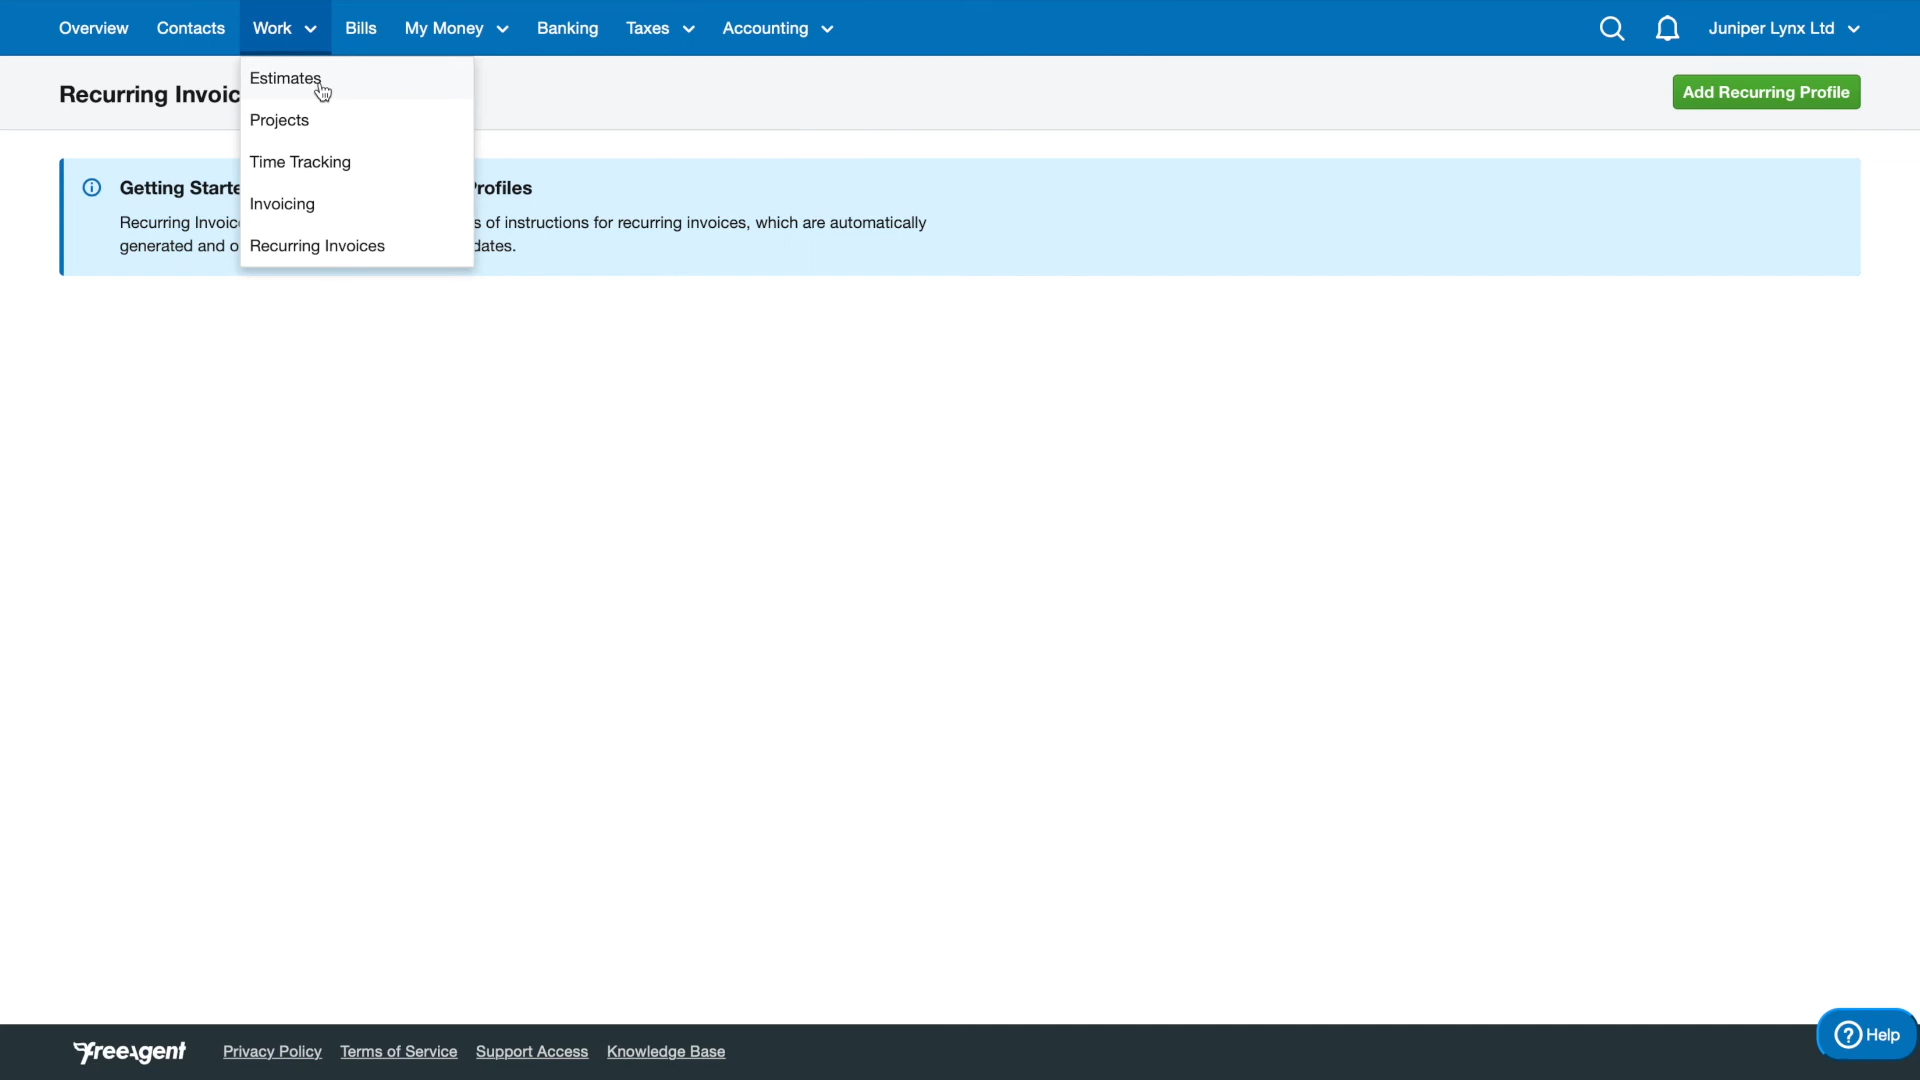 Overview Contacts Work Bills My Money Banking Taxes Accounting Juniper Lynx Ltd
Estimates
Recurring Invoic
Add Recurring Profile
Projects
Time Tracking
Getting Starte rofiles
Invoicing
Recurring Invoic s of instructions for recurring invoices, which are automatically
generated and o dates.
Recurring Invoices
freeagent Privacy Policy Terms of Service Support Access Knowledge Base
Help